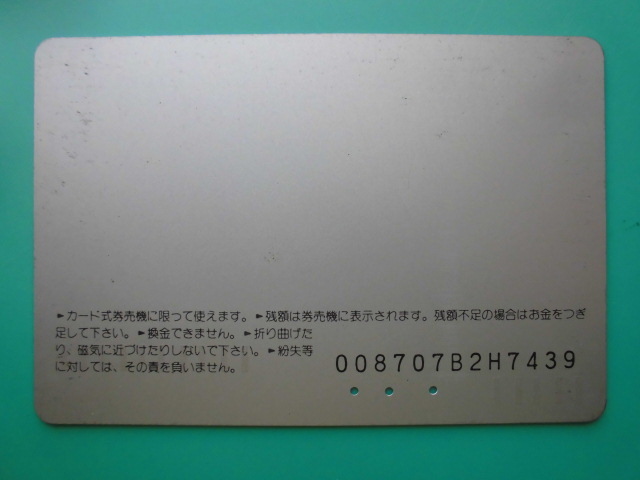 ►カード式券売機に限って使えます。►残額は券売機に表示されます。残額不足の場合はお金をつぎ
足して下さい。►換金できません。►折り曲げた
り、磁気に近づけたりしないで下さい。►紛失等
に対しては、その責を負いません。
008707B2H7439